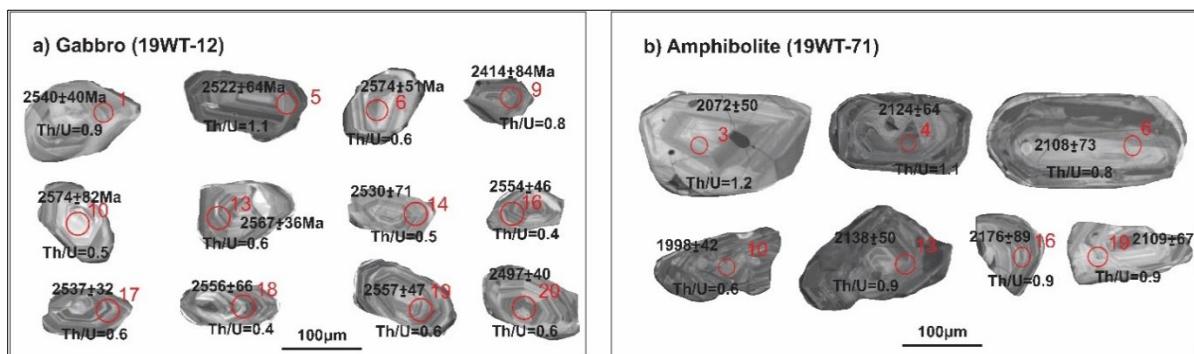 a) Gabbro (19WT-12)
2540±40Ma 1
Th/U=0.9
2522±64Ma 5
Th/U=1.1
2574±51Ma
6
Th/U=0.6
2414±84Ma
9
Th/U=0.8
2574±82Ma
10
Th/U=0.5
13
2567±36Ma
Th/U=0.6
2530±71
14
Th/U=0.5
2554±46
16
Th/U=0.4
2537±32 17
Th/U=0.6
2556±66 18
Th/U=0.4
2557±47
19
Th/U=0.6
2497±40
20
Th/U=0.6
100µm
b) Amphibolite (19WT-71)
2072±50
3
Th/U=1.2
2124±64
4
Th/U=1.1
6
2108±73
Th/U=0.8
1998±42 10
Th/U=0.6
2138±50 13
Th/U=0.9
2176±89
16
Th/U=0.9
19 2109±67
Th/U=0.9
100µm